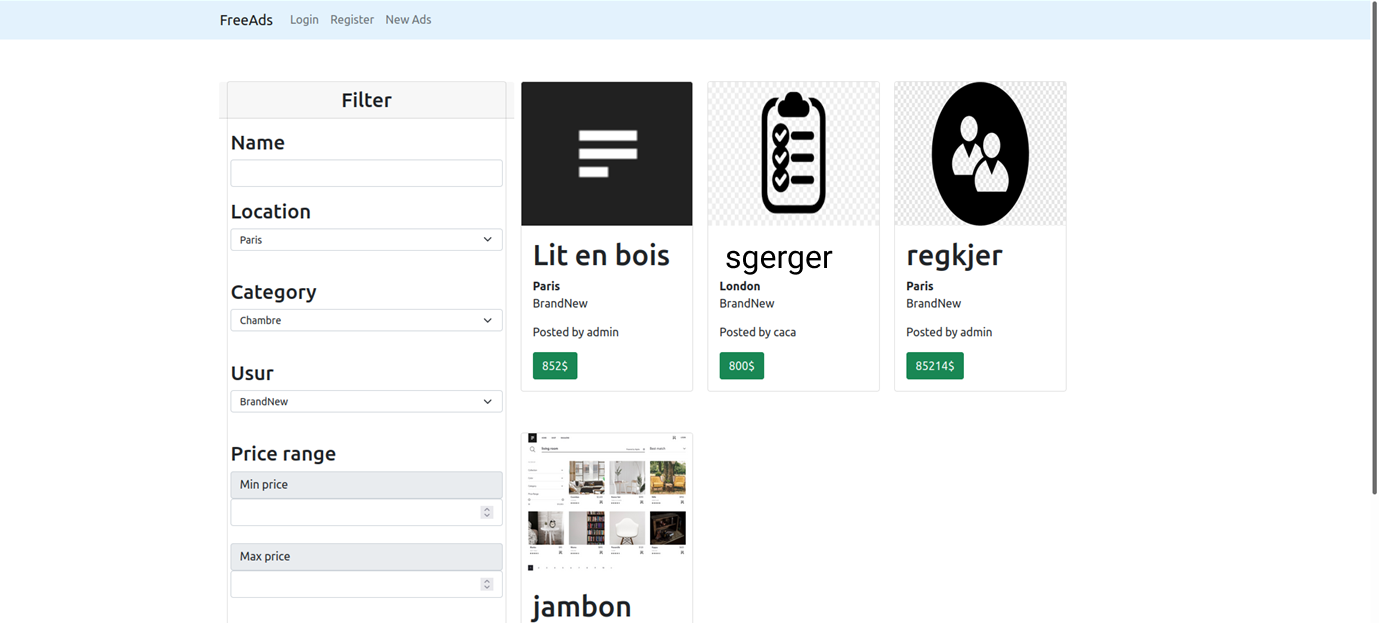 FreeAds Login Register New Ads
Filter
Name
Location
Paris
Category
Chambre
Usur
BrandNew
Price range
Min price
Max price
Lit en bois
Paris
BrandNew
Posted by admin
852$
sgerger
London
BrandNew
Posted by caca
800$
regkjer
Paris
BrandNew
Posted by admin
85214$
living room
jambon